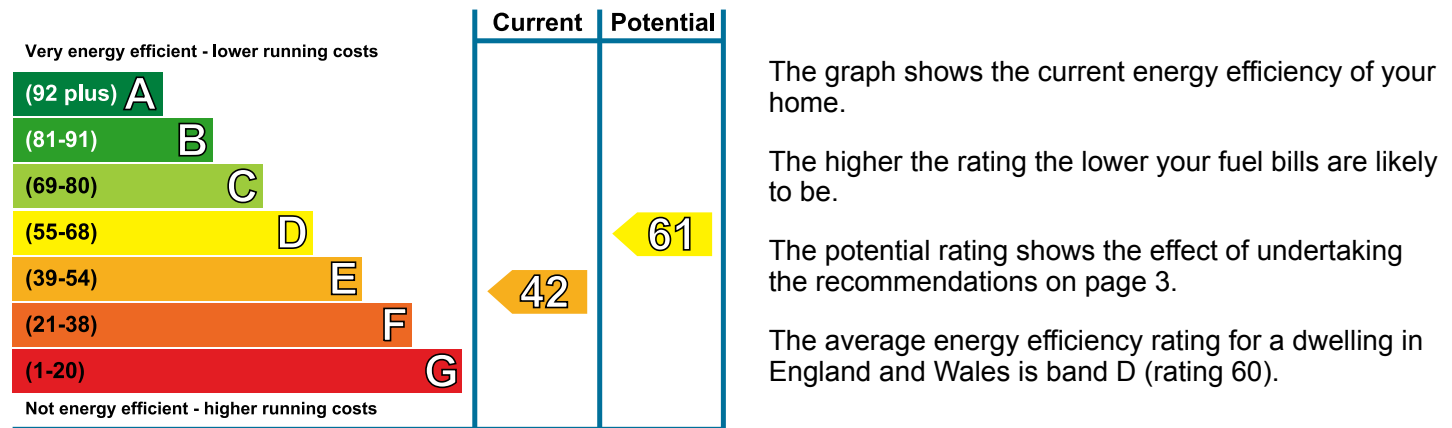 Current Potential
Very energy efficient - lower running costs
(92 plus) A
(81-91) B
(69-80) C
(55-68) D
61
(39-54) E
42
(21-38) F
(1-20) G
Not energy efficient - higher running costs
The graph shows the current energy efficiency of your
home.
The higher the rating the lower your fuel bills are likely
to be.
The potential rating shows the effect of undertaking
the recommendations on page 3.
The average energy efficiency rating for a dwelling in
England and Wales is band D (rating 60).